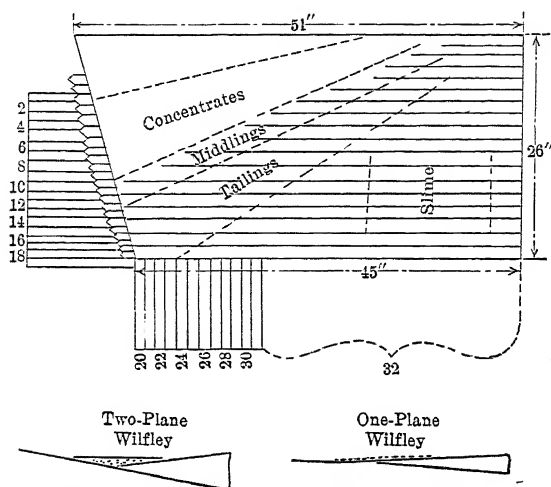 51"
Concentrates
Middlings
Tailings
Slime
26"
2
4
6
8
10
12
14
16
18
45"
20
22
24
26
28
30
32
Two-Plane
Wilfley
One-Plane
Wilfley